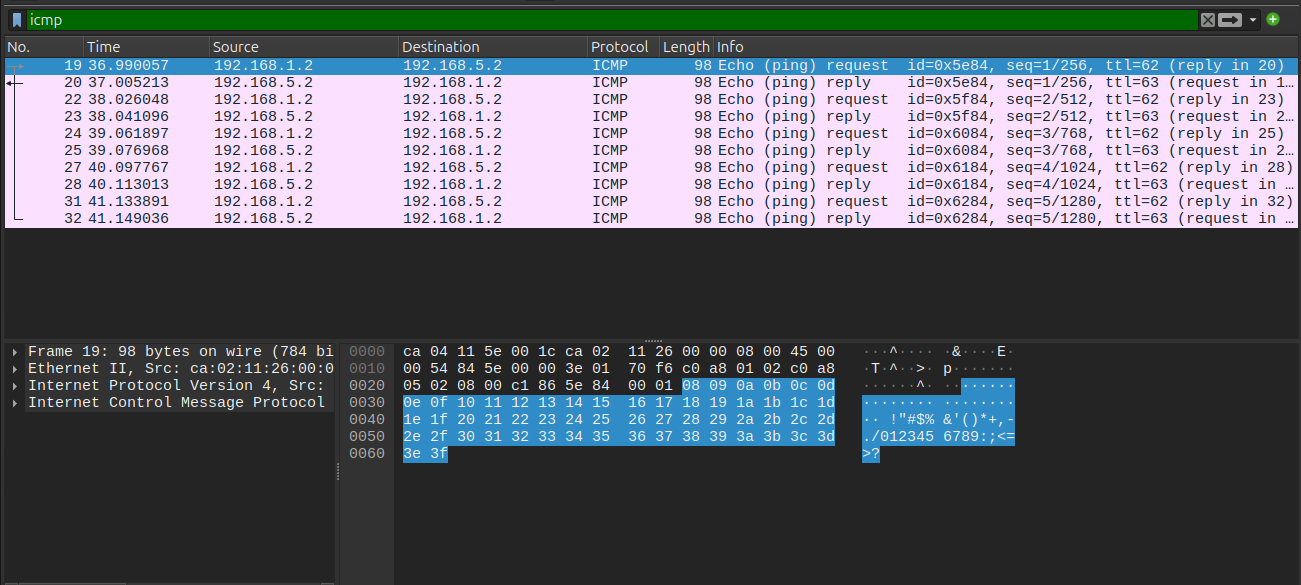 icmp
No. Time Source Destination Protocol Length Info
19 36.990057 192.168.1.2 192.168.5.2 ICMP 98 Echo (ping) request id=0x5e84, seq=1/256, ttl=62 (reply in 20)
20 37.005213 192.168.5.2 192.168.1.2 ICMP 98 Echo (ping) reply id=0x5e84, seq=1/256, ttl=63 (request in 1…
22 38.026048 192.168.1.2 192.168.5.2 ICMP 98 Echo (ping) request id=0x5f84, seq=2/512, ttl=62 (reply in 23)
23 38.041096 192.168.5.2 192.168.1.2 ICMP 98 Echo (ping) reply id=0x5f84, seq=2/512, ttl=63 (request in 2…
24 39.061897 192.168.1.2 192.168.5.2 ICMP 98 Echo (ping) request id=0x6084, seq=3/768, ttl=62 (reply in 25)
25 39.076968 192.168.5.2 192.168.1.2 ICMP 98 Echo (ping) reply id=0x6084, seq=3/768, ttl=63 (request in 2…
27 40.097767 192.168.1.2 192.168.5.2 ICMP 98 Echo (ping) request id=0x6184, seq=4/1024, ttl=62 (reply in 28)
28 40.113013 192.168.5.2 192.168.1.2 ICMP 98 Echo (ping) reply id=0x6184, seq=4/1024, ttl=63 (request in …
31 41.133891 192.168.1.2 192.168.5.2 ICMP 98 Echo (ping) request id=0x6284, seq=5/1280, ttl=62 (reply in 32)
32 41.149036 192.168.5.2 192.168.1.2 ICMP 98 Echo (ping) reply id=0x6284, seq=5/1280, ttl=63 (request in …
Frame 19: 98 bytes on wire (784 bi
Ethernet II, Src: ca:02:11:26:00:0
Internet Protocol Version 4, Src:
Internet Control Message Protocol
0000 ca 04 11 5e 00 1c ca 02 11 26 00 00 08 00 45 00 ···^···· ·&····E·
0010 00 54 84 5e 00 00 3e 01 70 f6 c0 a8 01 02 c0 a8 ·T·^··>· p·······
0020 05 02 08 00 c1 86 5e 84 00 01 08 09 0a 0b 0c 0d ······^· ········
0030 0e 0f 10 11 12 13 14 15 16 17 18 19 1a 1b 1c 1d ········ ········
0040 1e 1f 20 21 22 23 24 25 26 27 28 29 2a 2b 2c 2d ·· !"#$% &'()*+,-
0050 2e 2f 30 31 32 33 34 35 36 37 38 39 3a 3b 3c 3d ./012345 6789:;<=
0060 3e 3f >?